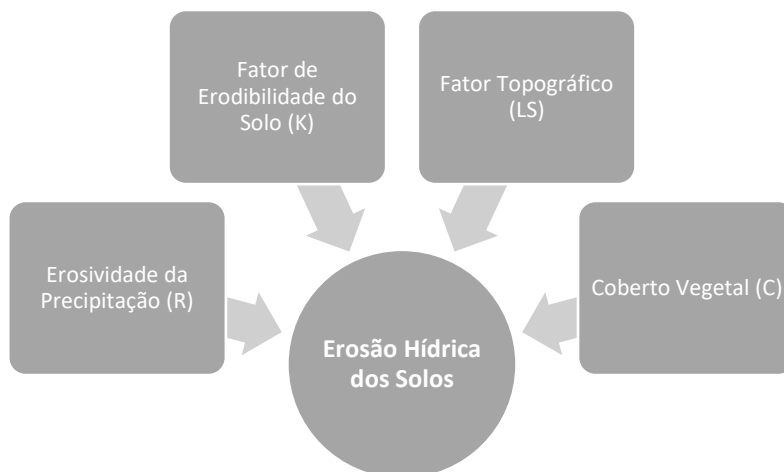 Fator de
Erodibilidade do
Solo (K)
Fator Topográfico
(LS)
Erosividade da
Precipitação (R)
Coberto Vegetal (C)
Erosão Hídrica
dos Solos